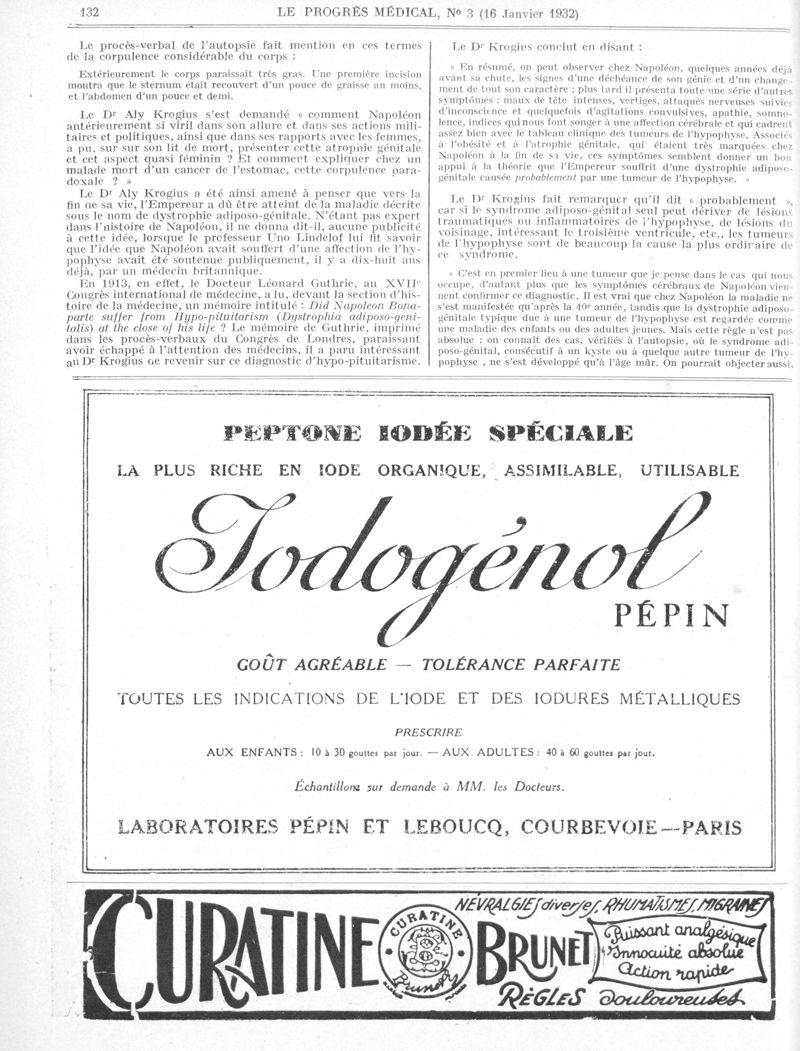 132
LE PROGRÈS MÉDICAL, No 3 (16 Janvier 1932)
Le procès-verbal de l'autopsie fait mention en ces termes
de la corpulence considérable du corps :
Extérieurement le corps paraissait très gras. Une première incision
montra que le sternum était recouvert d'un pouce de graisse au moins,
et l'abdomen d'un pouce et demi.
Le Dr Aly Krogius s'est demandé « comment Napoléon
antérieurement si viril dans son allure et dans ses actions mili-
taires et politiques, ainsi que dans ses rapports avec les femmes,
a pu, sur son lit de mort, présenter cette atrophie génitale
et cet aspect quasi féminin ? Et comment expliquer chez un
malade mort d'un cancer de l'estomac, cette corpulence para-
doxale ? »
Le Dr Aly Krogius a été ainsi amené à penser que vers la
fin de sa vie, l'Empereur a dû être atteint de la maladie décrite
sous le nom de dystrophie adiposo-génitale. N'étant pas expert
dans l'histoire de Napoléon, il ne donna dit-il, aucune publicité
à cette idée, lorsque le professeur Uno Lindelof lui fit savoir
que l'idée que Napoléon avait souffert d'une affection de l'hy-
pophyse avait été soutenue publiquement, il y a dix-huit ans
déjà, par un médecin britannique.
En 1913, en effet, le Docteur Léonard Guthrie, au XVIIe
Congrès international de médecine, a lu, devant la section d'his-
toire de la médecine, un mémoire intitulé : Did Napoleon Bona-
parte suffer from Hypo-pituitarism (Dystrophia adiposo-geni-
talis) at the close of his life ? Le mémoire de Guthrie, imprimé
dans les procès-verbaux du Congrès de Londres, paraissant
avoir échappé à l'attention des médecins, il a paru intéressant
au Dr Krogius de revenir sur ce diagnostic d'hypo-pituitarisme.
Le Dr Krogius conclut en disant :
« En résumé, on peut observer chez Napoléon, quelques années déjà
avant sa chute, les signes d'une déchéance de son génie et d'un change-
ment de tout son caractère ; plus tard il présenta toute une série d'autres
symptômes : maux de tête intenses, vertiges, attaques nerveuses suivies
d'inconscience et quelquefois d'agitations convulsives, apathie, somno-
lence, indices qui nous font songer à une affection cérébrale et qui cadrent
assez bien avec le tableau clinique des tumeurs de l'hypophyse. Associés
à l'obésité et à l'atrophie génitale, qui étaient très marquées chez
Napoléon à la fin de sa vie, ces symptômes semblent donner un bon
appui à la théorie que l'Empereur souffrit d'une dystrophie adiposo-
génitale causée probablement par une tumeur de l'hypophyse. »
Le Dr Krogius fait remarquer qu'il dit « probablement »,
car si le syndrome adiposo-génital seul peut dériver de lésions
traumatiques ou inflammatoires de l'hypophyse, de lésions du
voisinage, intéressant le troisième ventricule, etc., les tumeurs
de l'hypophyse sont de beaucoup la cause la plus ordinaire de
ce syndrome.
« C'est en premier lieu à une tumeur que je pense dans le cas qui nous
occupe, d'autant plus que les symptômes cérébraux de Napoléon vien-
nent confirmer ce diagnostic. Il est vrai que chez Napoléon la maladie ne
s'est manifestée qu'après la 40e année, tandis que la dystrophie adiposo-
génitale typique due à une tumeur de l'hypophyse est regardée comme
une maladie des enfants ou des adultes jeunes. Mais cette règle n'est pas
absolue : on connaît des cas, vérifiés à l'autopsie, où le syndrome adi-
poso-génital, consécutif à un kyste ou à quelque autre tumeur de l'hy-
pophyse , ne s'est développé qu'à l'âge mûr. On pourrait objecter aussi,
PEPTONE IODÉE SPÉCIALE
LA PLUS RICHE EN IODE ORGANIQUE, ASSIMILABLE, UTILISABLE
Iodogénol
PÉPIN
GOÛT AGRÉABLE — TOLÉRANCE PARFAITE
TOUTES LES INDICATIONS DE L'IODE ET DES IODURES MÉTALLIQUES
PRESCRIRE
AUX ENFANTS : 10 à 30 gouttes par jour. — AUX ADULTES : 40 à 60 gouttes par jour.
Échantillons sur demande à MM. les Docteurs.
LABORATOIRES PÉPIN ET LEBOUCQ, COURBEVOIE—PARIS
NÉVRALGIES diverses, RHUMATISMES, MIGRAINES
CURATINE
CURATINE
Brunet
BRUNET
Puissant analgésique
Innocuité absolue
Action rapide
RÈGLES douloureuses